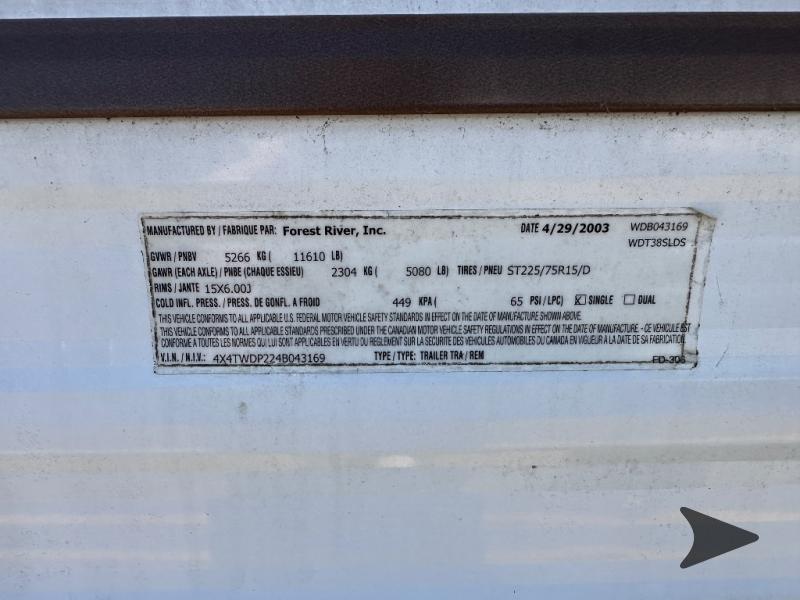 MANUFACTURED BY / FABRIQUE PAR: Forest River, Inc. DATE 4/29/2003 WDB043169
WDT38SLDS
GVWR / PNBV 5266 KG ( 11610 LB)
GAWR (EACH AXLE) / PNBE (CHAQUE ESSIEU) 2304 KG ( 5080 LB) TIRES / PNEU ST225/75R15/D
RIMS / JANTE 15X6.00J
COLD INFL. PRESS. / PRESS. DE GONFL. A FROID 449 KPA ( 65 PSI / LPC) ☒ SINGLE ☐ DUAL
THIS VEHICLE CONFORMS TO ALL APPLICABLE U.S. FEDERAL MOTOR VEHICLE SAFETY STANDARDS IN EFFECT ON THE DATE OF MANUFACTURE SHOWN ABOVE.
THIS VEHICLE CONFORMS TO ALL APPLICABLE STANDARDS PRESCRIBED UNDER THE CANADIAN MOTOR VEHICLE SAFETY REGULATIONS IN EFFECT ON THE DATE OF MANUFACTURE. - CE VEHICULE EST
CONFORME A TOUTES LES NORMES QUI LUI SONT APPLICABLES EN VERTU DU REGLEMENT SUR LA SECURITE DES VEHICULES AUTOMOBILES DU CANADA EN VIGUEUR A LA DATE DE SA FABRICATION.
V.I.N. / N.I.V.: 4X4TWDP224B043169 TYPE / TYPE: TRAILER TRA / REM FD-306